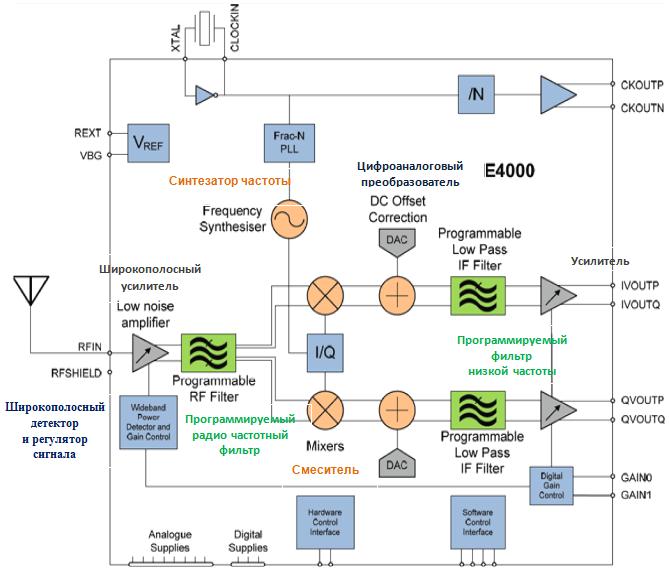 XTAL
CLOCKIN
/N
CKOUTP
CKOUTN
REXT
VBG
VREF
Frac-N
PLL
Синтезатор частоты
Frequency
Synthesiser
Цифроаналоговый
преобразователь
DC Offset
Correction
DAC
E4000
Programmable
Low Pass
IF Filter
Усилитель
IVOUTP
IVOUTQ
Широкополосный
усилитель
Low noise
amplifier
RFIN
RFSHIELD
Programmable
RF Filter
I/Q
Программируемый
фильтр
низкой частоты
Широкополосный
детектор
и регулятор
сигнала
Wideband
Power
Detector and
Gain Control
Программируемый
радио частотный
фильтр
Mixers
Смеситель
DAC
Programmable
Low Pass
IF Filter
QVOUTP
QVOUTQ
Digital
Gain
Control
GAIN0
GAIN1
Analogue
Supplies
Digital
Supplies
Hardware
Control
Interface
Software
Control
Interface